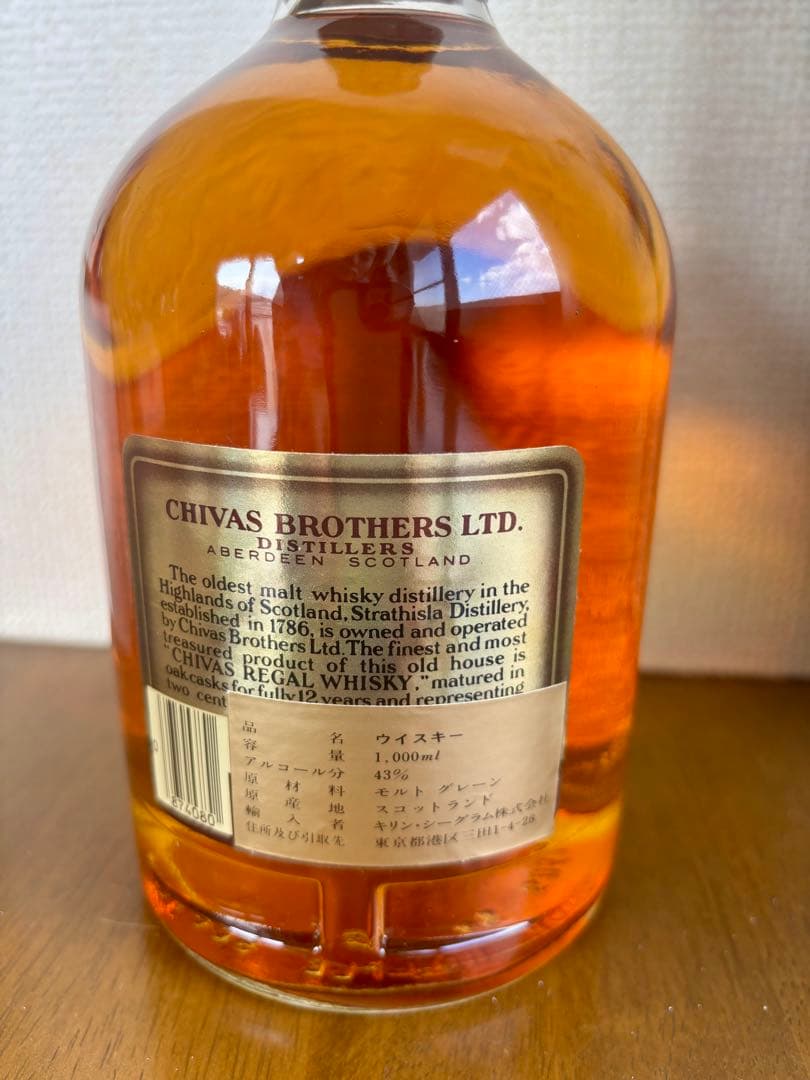 CHIVAS BROTHERS LTD.
DISTILLERS
ABERDEEN SCOTLAND
The oldest malt whisky distillery in the
Highlands of Scotland, Strathisla Distillery,
established in 1786, is owned and operated
by Chivas Brothers Ltd. The finest and most
treasured product of this old house is
"CHIVAS REGAL WHISKY," matured in
oak casks for fully 12 years and representing
two cent
874080
品名 ウイスキー
容量 1,000ml
アルコール分 43%
原材料 モルト グレーン
原産地 スコットランド
輸入者 キリン・シーグラム株式会社
住所及び引取先 東京都港区三田1-4-28